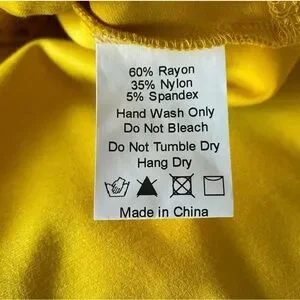 60% Rayon
35% Nylon
5% Spandex
Hand Wash Only
Do Not Bleach
Do Not Tumble Dry
Hang Dry
Made in China